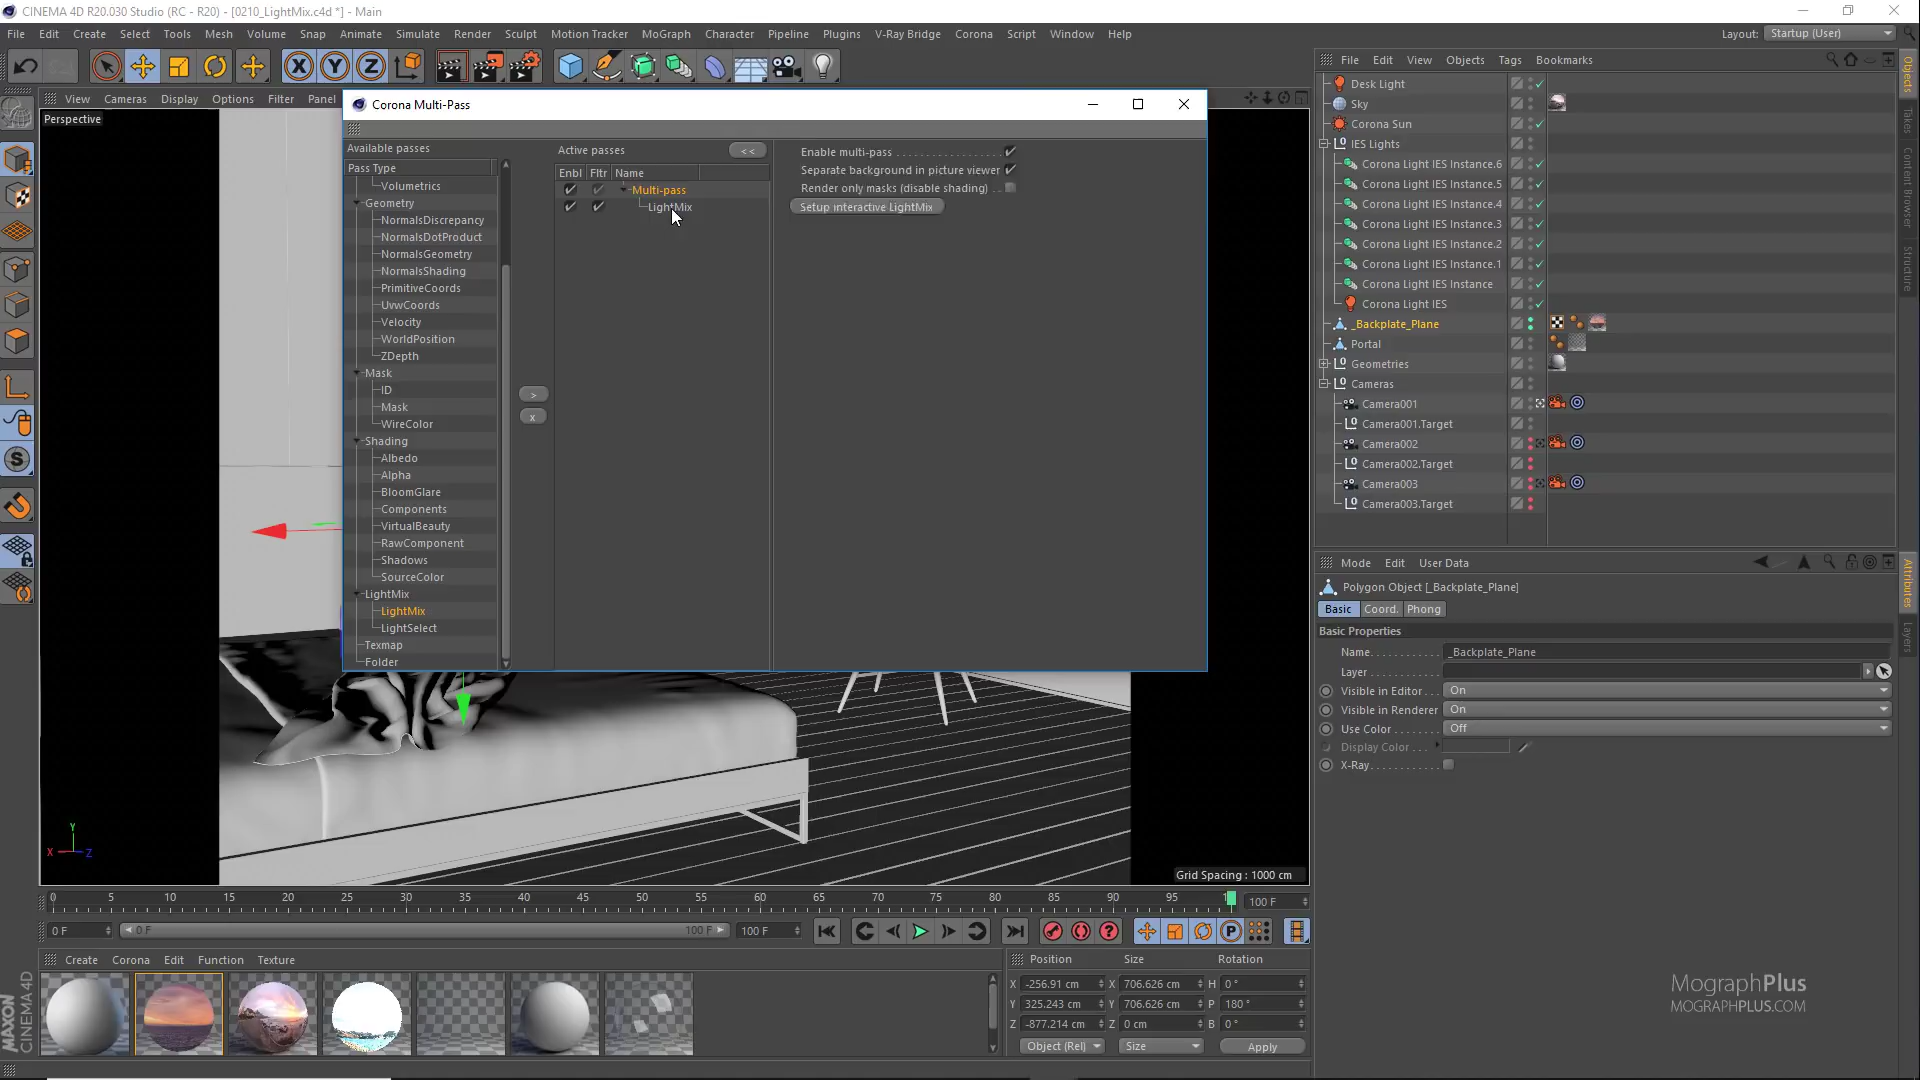 CINEMA 4D R20.030 Studio (RC - R20) - [0210_LightMix.c4d *] - Main
File Edit Create Select Tools Mesh Volume Snap Animate Simulate Render Sculpt Motion Tracker MoGraph Character Pipeline Plugins V-Ray Bridge Corona Script Window Help
Layout: Startup (User)
View Cameras Display Options Filter Panel
Perspective
Corona Multi-Pass
Available passes
Pass Type
Volumetrics
Geometry
NormalsDiscrepancy
NormalsDotProduct
NormalsGeometry
NormalsShading
PrimitiveCoords
UvwCoords
Velocity
WorldPosition
ZDepth
Mask
ID
Mask
WireColor
Shading
Albedo
Alpha
BloomGlare
Components
VirtualBeauty
RawComponent
Shadows
SourceColor
LightMix
LightMix
LightSelect
Texmap
Folder
>
x
Active passes <<
Enbl Fltr Name
Multi-pass
LightMix
Enable multi-pass
Separate background in picture viewer
Render only masks (disable shading)
Setup interactive LightMix
Grid Spacing : 1000 cm
File Edit View Objects Tags Bookmarks
Desk Light
Sky
Corona Sun
IES Lights
Corona Light IES Instance.6
Corona Light IES Instance.5
Corona Light IES Instance.4
Corona Light IES Instance.3
Corona Light IES Instance.2
Corona Light IES Instance.1
Corona Light IES Instance
Corona Light IES
_Backplate_Plane
Portal
Geometries
Cameras
Camera001
Camera001.Target
Camera002
Camera002.Target
Camera003
Camera003.Target
Objects
Takes
Content Browser
Structure
Mode Edit User Data
Polygon Object [_Backplate_Plane]
Basic Coord. Phong
Basic Properties
Name _Backplate_Plane
Layer
Visible in Editor On
Visible in Renderer On
Use Color Off
Display Color
X-Ray
Attributes
Layers
0 5 10 15 20 25 30 35 40 45 50 55 60 65 70 75 80 85 90 95
100 F
0 F 0 F 100 F 100 F
Create Corona Edit Function Texture
MAXON CINEMA 4D
Position Size Rotation
X -256.91 cm X 706.626 cm H 0 °
Y 325.243 cm Y 706.626 cm P 180 °
Z -877.214 cm Z 0 cm B 0 °
Object (Rel) Size Apply
X Y Z
MographPlus
MOGRAPHPLUS.COM